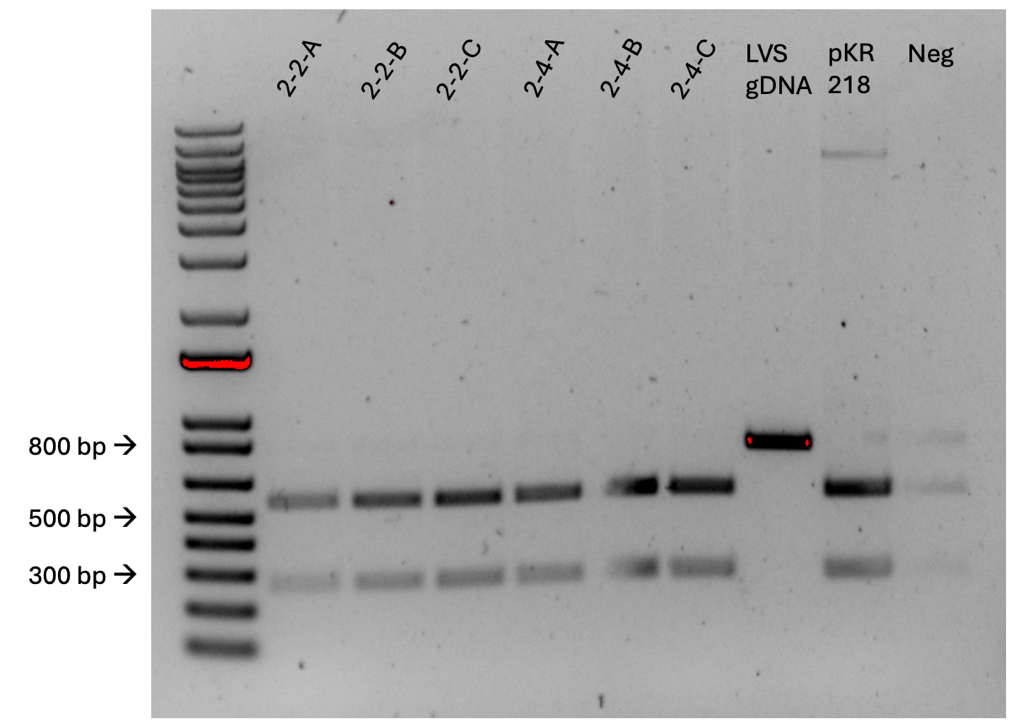 2-2-A
2-2-B
2-2-C
2-4-A
2-4-B
2-4-C
LVS
gDNA
pKR
218
Neg
800 bp →
500 bp →
300 bp →